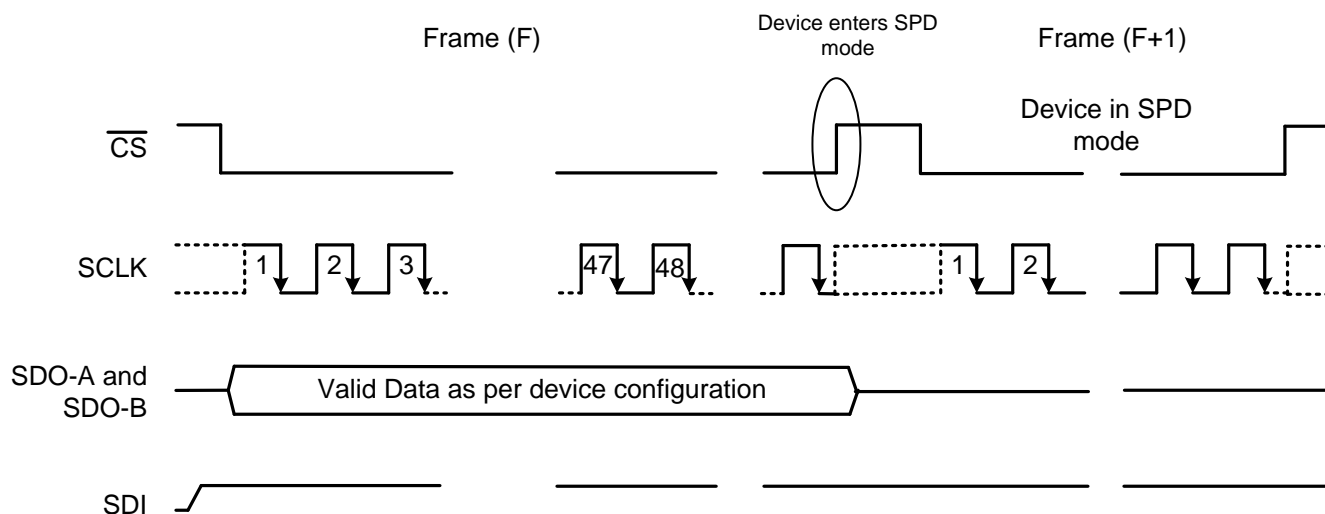 Frame (F)
Device enters SPD
mode
Frame (F+1)
Device in SPD
mode
CS
SCLK
1 2 3 47 48 1 2
SDO-A and
SDO-B
Valid Data as per device configuration
SDI